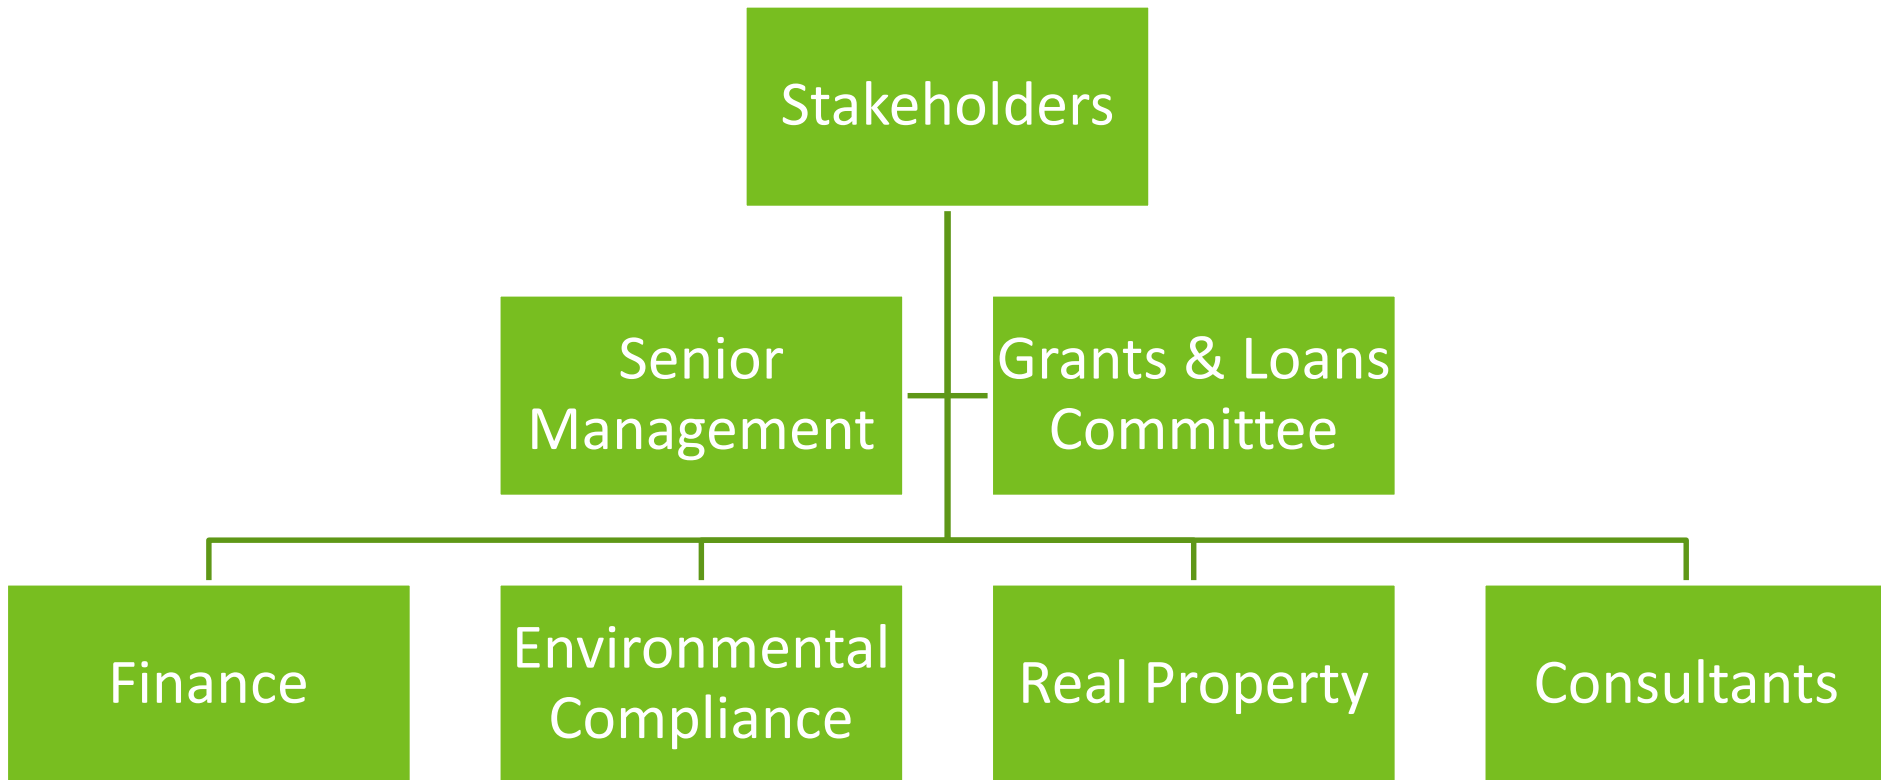 Stakeholders
Senior
Management
Grants & Loans
Committee
Finance
Environmental
Compliance
Real Property
Consultants